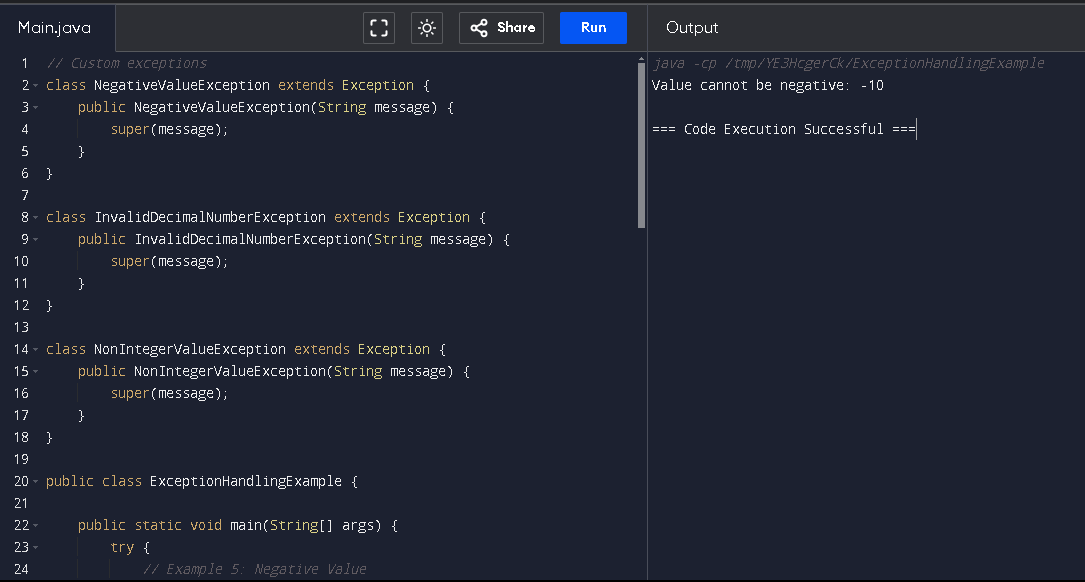 Main.java
Share
Run
Output
1 // Custom exceptions
2 class NegativeValueException extends Exception {
3     public NegativeValueException(String message) {
4         super(message);
5     }
6 }
7
8 class InvalidDecimalNumberException extends Exception {
9     public InvalidDecimalNumberException(String message) {
10         super(message);
11     }
12 }
13
14 class NonIntegerValueException extends Exception {
15     public NonIntegerValueException(String message) {
16         super(message);
17     }
18 }
19
20 public class ExceptionHandlingExample {
21
22     public static void main(String[] args) {
23         try {
24             // Example 5: Negative Value
java -cp /tmp/YE3HcgerCk/ExceptionHandlingExample
Value cannot be negative: -10
=== Code Execution Successful ===